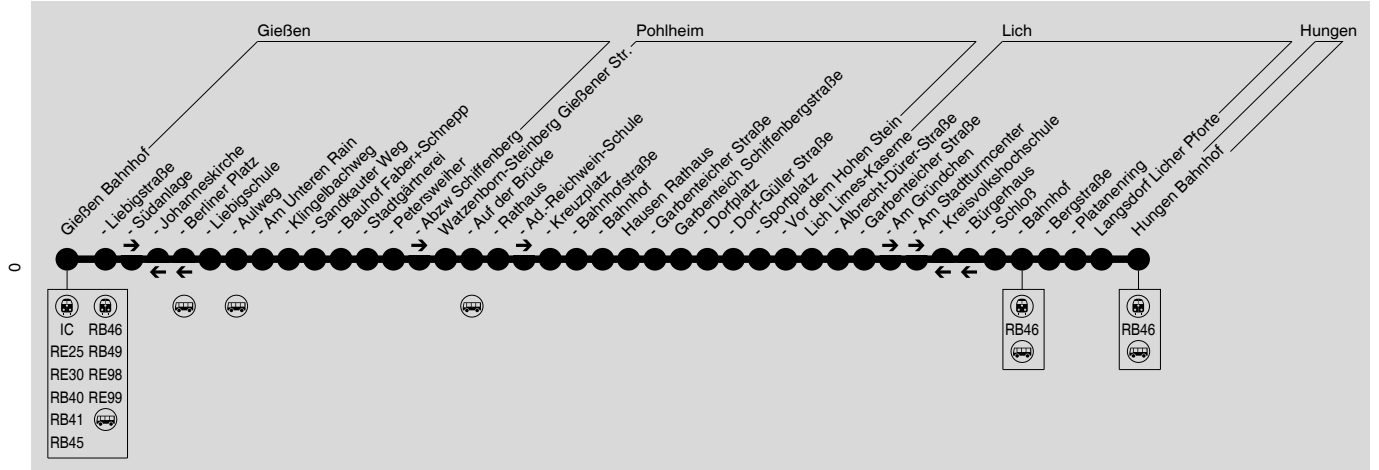 Gießen
Pohlheim
Lich
Hungen
Gießen Bahnhof
- Liebigstraße
- Südanlage
- Johanneskirche
- Berliner Platz
- Liebigschule
- Aulweg
- Am Unteren Rain
- Klingelbachweg
- Sandkauter Weg
- Bauhof Faber+Schnepp
- Stadtgärtnerei
- Petersweiher
- Abzw Schiffenberg
Watzenborn-Steinberg Gießener Str.
- Auf der Brücke
- Rathaus
- Ad.-Reichwein-Schule
- Kreuzplatz
- Bahnhofstraße
- Bahnhof
Hausen Rathaus
- Garbenteicher Straße
Garbenteich Schiffenbergstraße
- Dorfplatz
- Dorf-Güller Straße
- Sportplatz
- Vor dem Hohen Stein
Lich Limes-Kaserne
- Albrecht-Dürer-Straße
- Garbenteicher Straße
- Am Gründchen
- Am Stadtturmcenter
- Kreisvolkshochschule
- Bürgerhaus
- Schloß
- Bahnhof
- Bergstraße
- Platanenring
Langsdorf Licher Pforte
Hungen Bahnhof
0
IC RB46
RE25 RB49
RE30 RE98
RB40 RE99
RB41
RB45
RB46
RB46